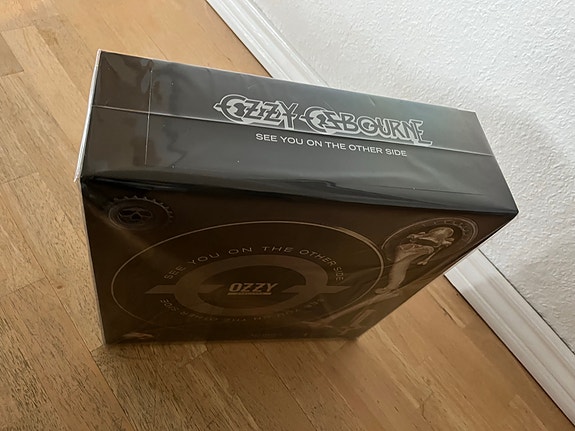 OZZY OSBOURNE
SEE YOU ON THE OTHER SIDE
SEE YOU ON THE OTHER SIDE
OZZY